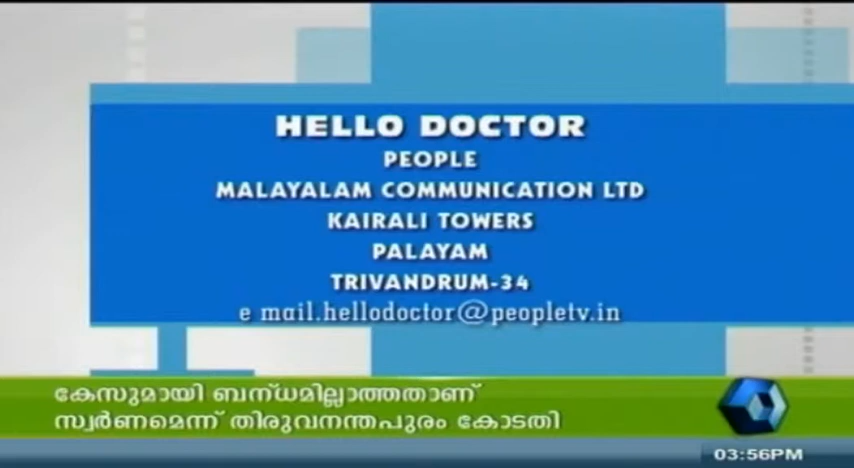 HELLO DOCTOR
PEOPLE
MALAYALAM COMMUNICATION LTD
KAIRALI TOWERS
PALAYAM
TRIVANDRUM-34
e mail.hellodoctor@peopletv.in
കേസുമായി ബന്ധമില്ലാത്തതാണ്
സ്വർണമെന്ന് തിരുവനന്തപുരം കോടതി
03:56PM